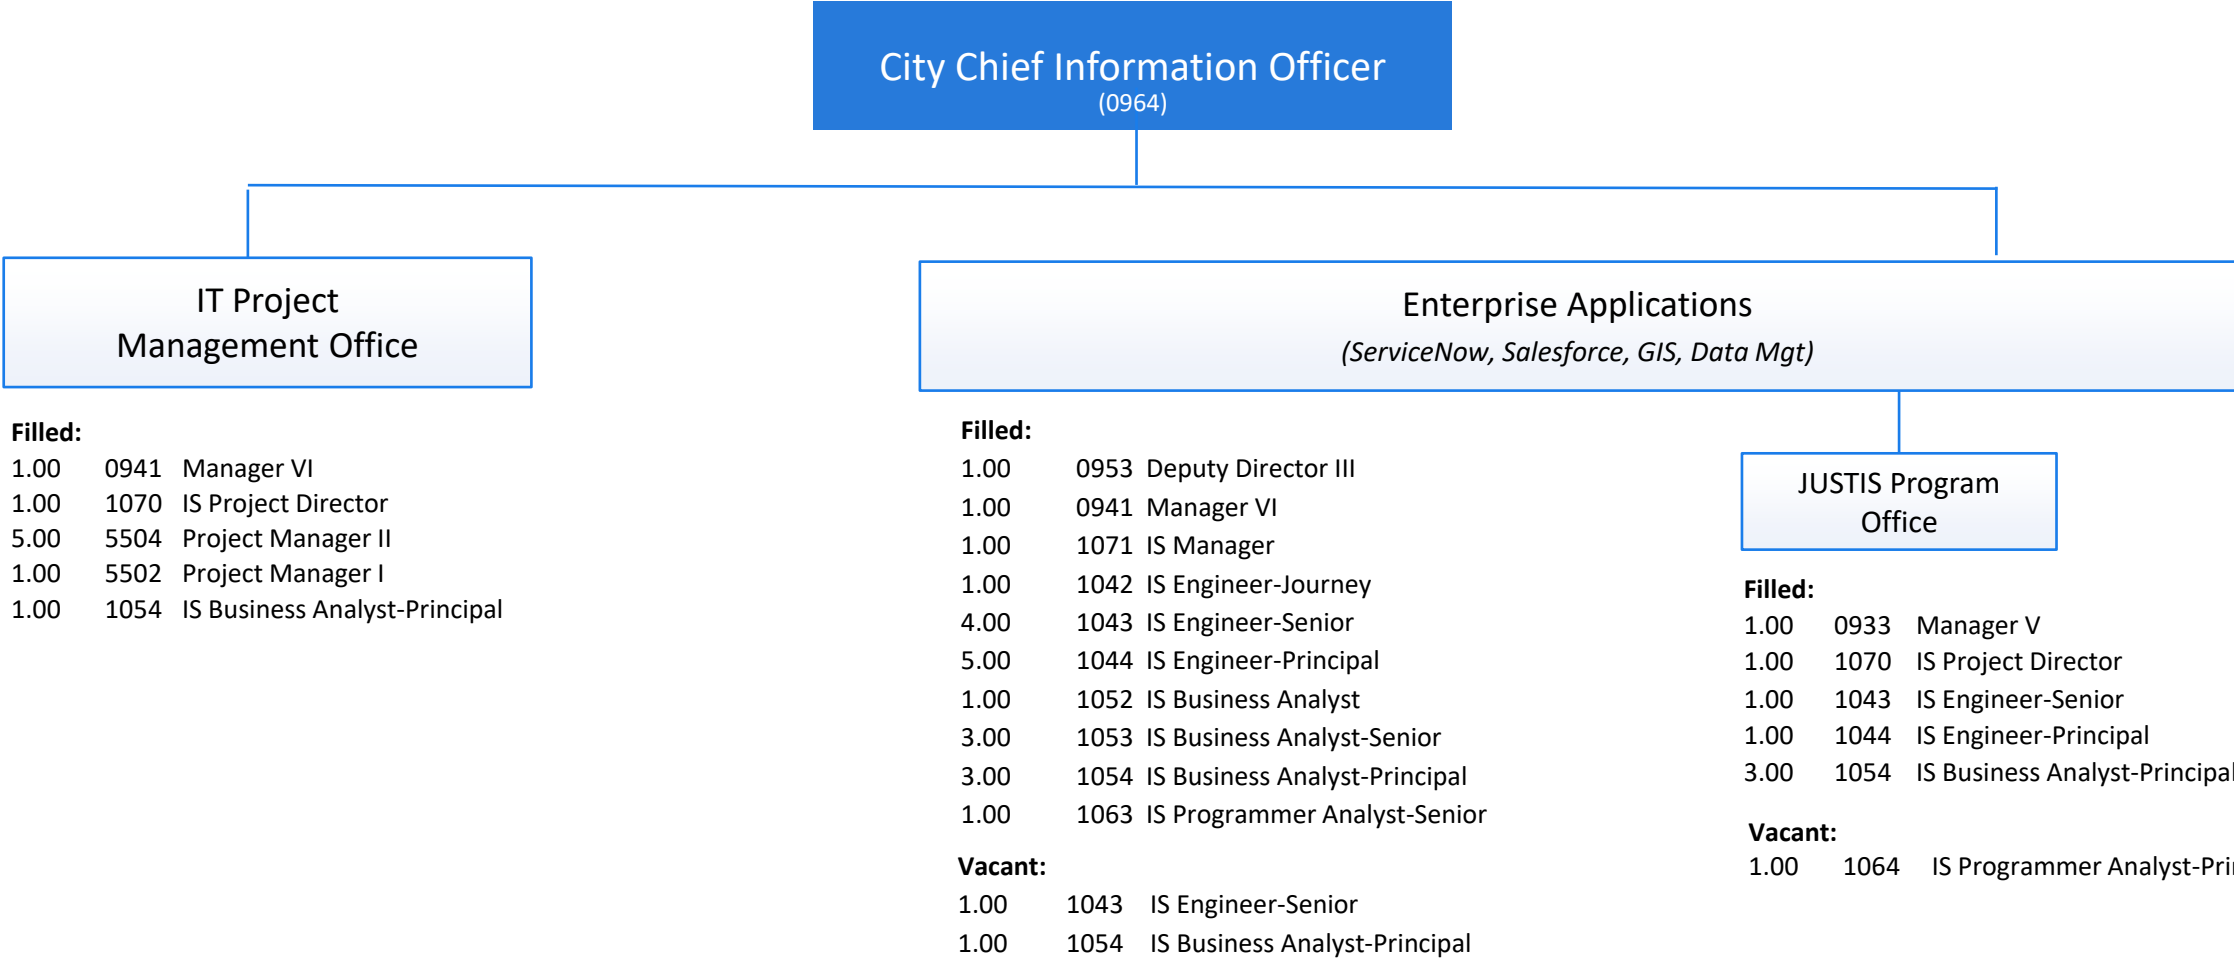 City Chief Information Officer
(0964)
IT Project
Management Office
Filled:
1.00 0941 Manager VI
1.00 1070 IS Project Director
5.00 5504 Project Manager II
1.00 5502 Project Manager I
1.00 1054 IS Business Analyst-Principal
Enterprise Applications
(ServiceNow, Salesforce, GIS, Data Mgt)
Filled:
1.00 0953 Deputy Director III
1.00 0941 Manager VI
1.00 1071 IS Manager
1.00 1042 IS Engineer-Journey
4.00 1043 IS Engineer-Senior
5.00 1044 IS Engineer-Principal
1.00 1052 IS Business Analyst
3.00 1053 IS Business Analyst-Senior
3.00 1054 IS Business Analyst-Principal
1.00 1063 IS Programmer Analyst-Senior
Vacant:
1.00 1043 IS Engineer-Senior
1.00 1054 IS Business Analyst-Principal
JUSTIS Program
Office
Filled:
1.00 0933 Manager V
1.00 1070 IS Project Director
1.00 1043 IS Engineer-Senior
1.00 1044 IS Engineer-Principal
3.00 1054 IS Business Analyst-Principal
Vacant:
1.00 1064 IS Programmer